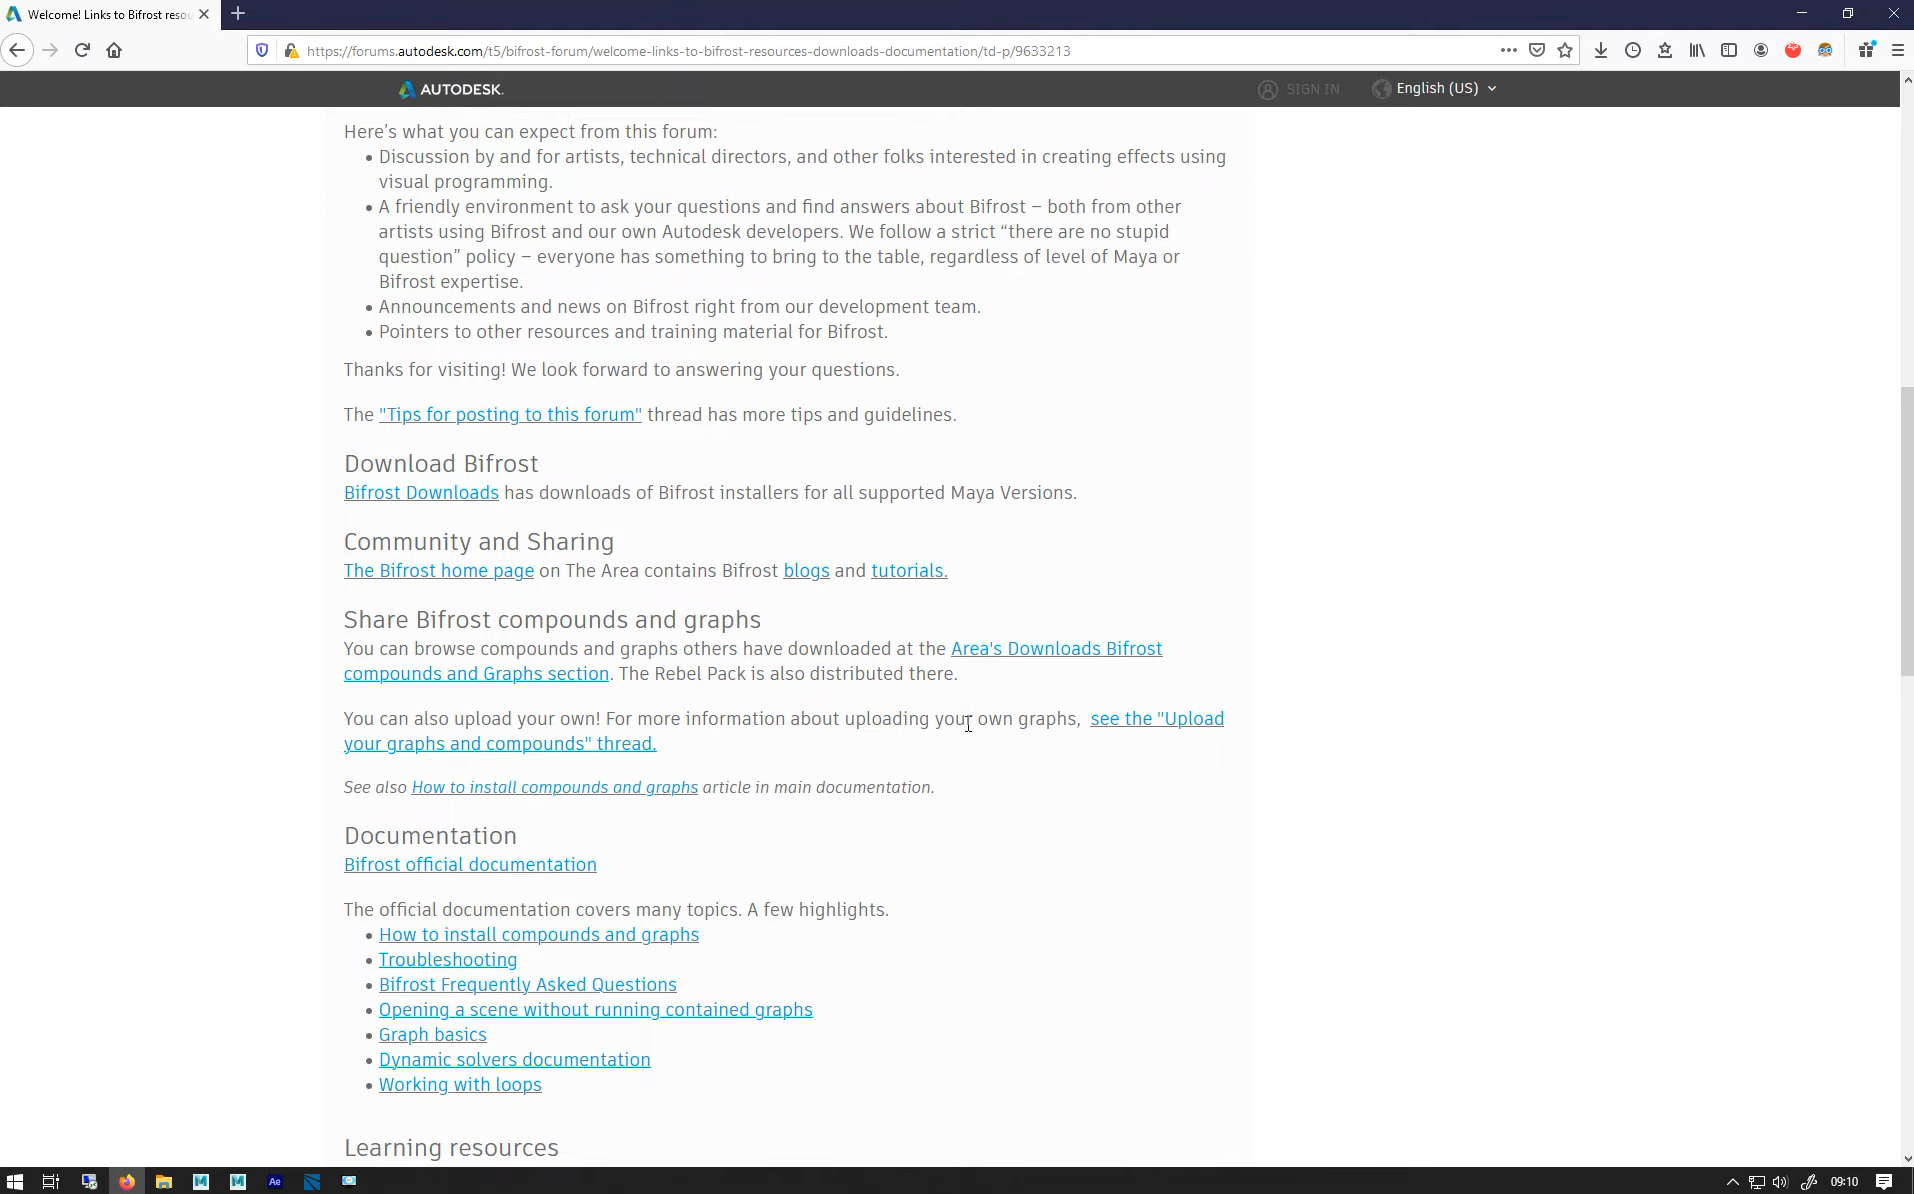 Welcome! Links to Bifrost resou
https://forums.autodesk.com/t5/bifrost-forum/welcome-links-to-bifrost-resources-downloads-documentation/td-p/9633213
AUTODESK.
SIGN IN
English (US)
Here's what you can expect from this forum:
• Discussion by and for artists, technical directors, and other folks interested in creating effects using
visual programming.
• A friendly environment to ask your questions and find answers about Bifrost – both from other
artists using Bifrost and our own Autodesk developers. We follow a strict “there are no stupid
question” policy – everyone has something to bring to the table, regardless of level of Maya or
Bifrost expertise.
• Announcements and news on Bifrost right from our development team.
• Pointers to other resources and training material for Bifrost.
Thanks for visiting! We look forward to answering your questions.
The "Tips for posting to this forum" thread has more tips and guidelines.
Download Bifrost
Bifrost Downloads has downloads of Bifrost installers for all supported Maya Versions.
Community and Sharing
The Bifrost home page on The Area contains Bifrost blogs and tutorials.
Share Bifrost compounds and graphs
You can browse compounds and graphs others have downloaded at the Area's Downloads Bifrost
compounds and Graphs section. The Rebel Pack is also distributed there.
You can also upload your own! For more information about uploading your own graphs, see the "Upload
your graphs and compounds" thread.
See also How to install compounds and graphs article in main documentation.
Documentation
Bifrost official documentation
The official documentation covers many topics. A few highlights.
• How to install compounds and graphs
• Troubleshooting
• Bifrost Frequently Asked Questions
• Opening a scene without running contained graphs
• Graph basics
• Dynamic solvers documentation
• Working with loops
Learning resources
Ae
09:10